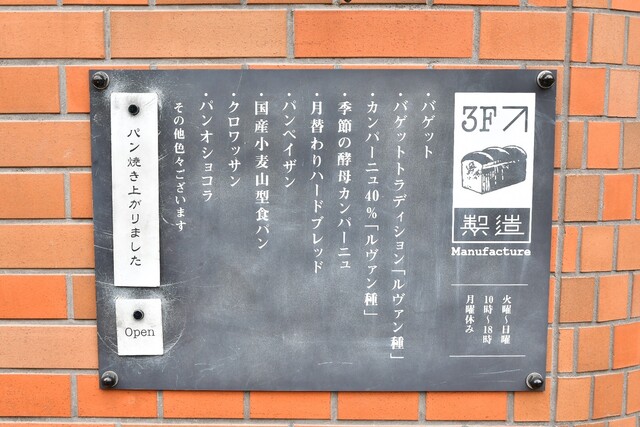 3F↗
製造
Manufacture
火曜～日曜
10時～18時
月曜休み
・バゲット
・バゲットトラディション「ルヴァン種」
・カンパーニュ40％「ルヴァン種」
・季節の酵母カンパーニュ
・月替わりハードブレッド
・パンペイザン
・国産小麦山型食パン
・クロワッサン
・パンオショコラ
その他色々ございます
パン焼き上がりました
Open